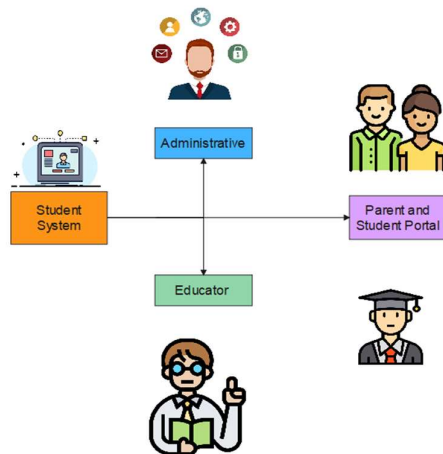 Administrative
Student
System
Parent and
Student Portal
Educator